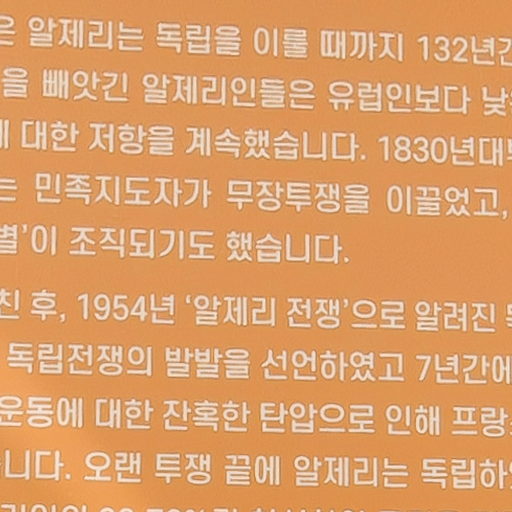 은 알제리는 독립을 이룰 때까지 132년간
을 빼앗긴 알제리인들은 유럽인보다 낮
에 대한 저항을 계속했습니다. 1830년대
는 민족지도자가 무장투쟁을 이끌었고,
별’이 조직되기도 했습니다.
친 후, 1954년 ‘알제리 전쟁’으로 알려진
독립전쟁의 발발을 선언하였고 7년간에
운동에 대한 잔혹한 탄압으로 인해 프랑
니다. 오랜 투쟁 끝에 알제리는 독립하